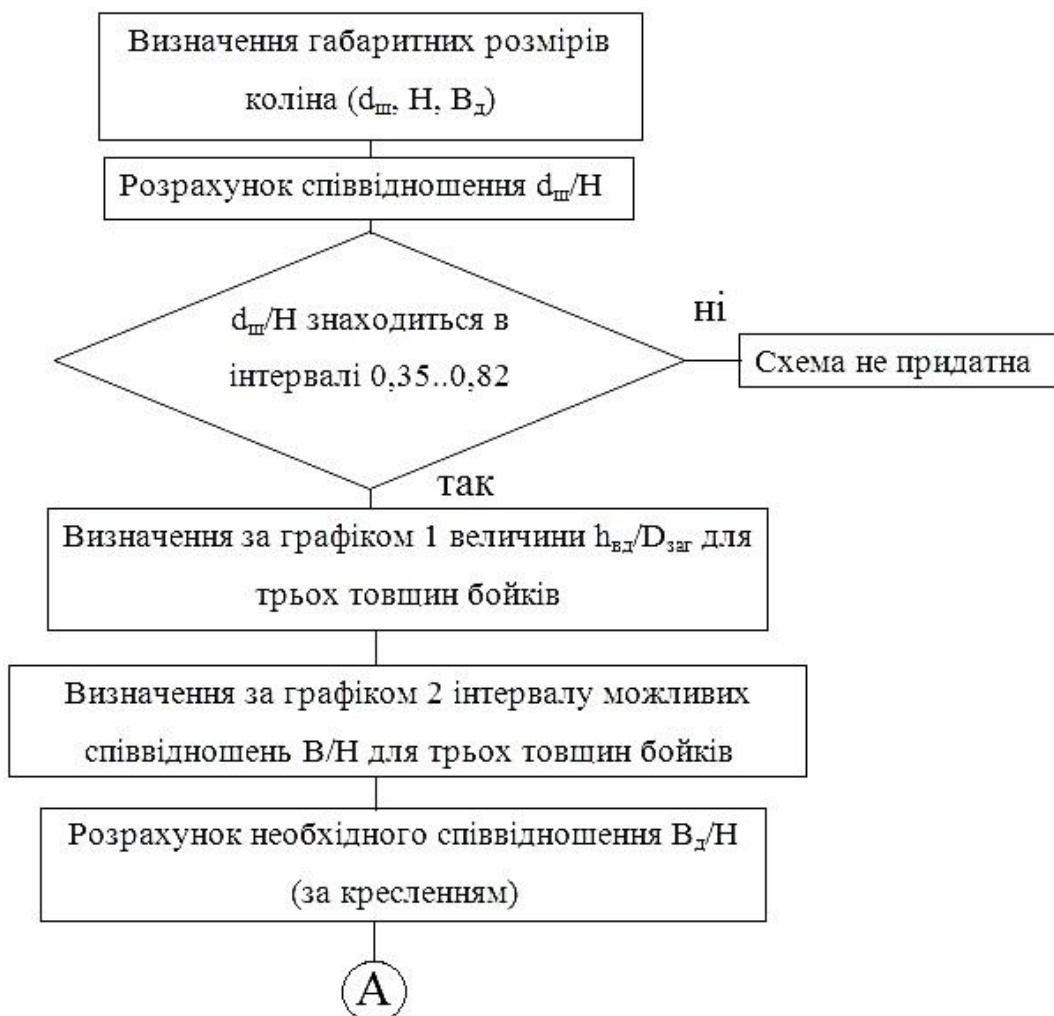 Визначення габаритних розмірів
коліна (dш, H, Bд)
Розрахунок співвідношення dш/H
dш/H знаходиться в
інтервалі 0,35..0,82
ні
Схема не придатна
так
Визначення за графіком 1 величини hвд/Dзаг для
трьох товщин бойків
Визначення за графіком 2 інтервалу можливих
співвідношень B/H для трьох товщин бойків
Розрахунок необхідного співвідношення Bд/H
(за кресленням)
A